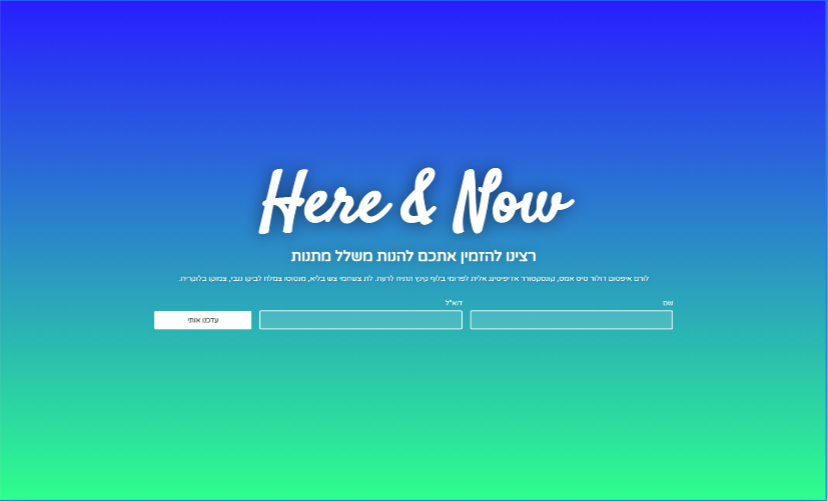 Here & Now
רצינו להזמין אתכם להנות משלל מתנות
לורם איפסום דולור סיט אמט, קונסקטורר אדיפיסינג אלית לפרומי בלוף קינץ תתיח לרעח. לת צשחמי צש בליא, מנסוטו צמלח לביקו ננבי, צמוקו בלוקריה.
שם
דוא"ל
עדכנו אותי